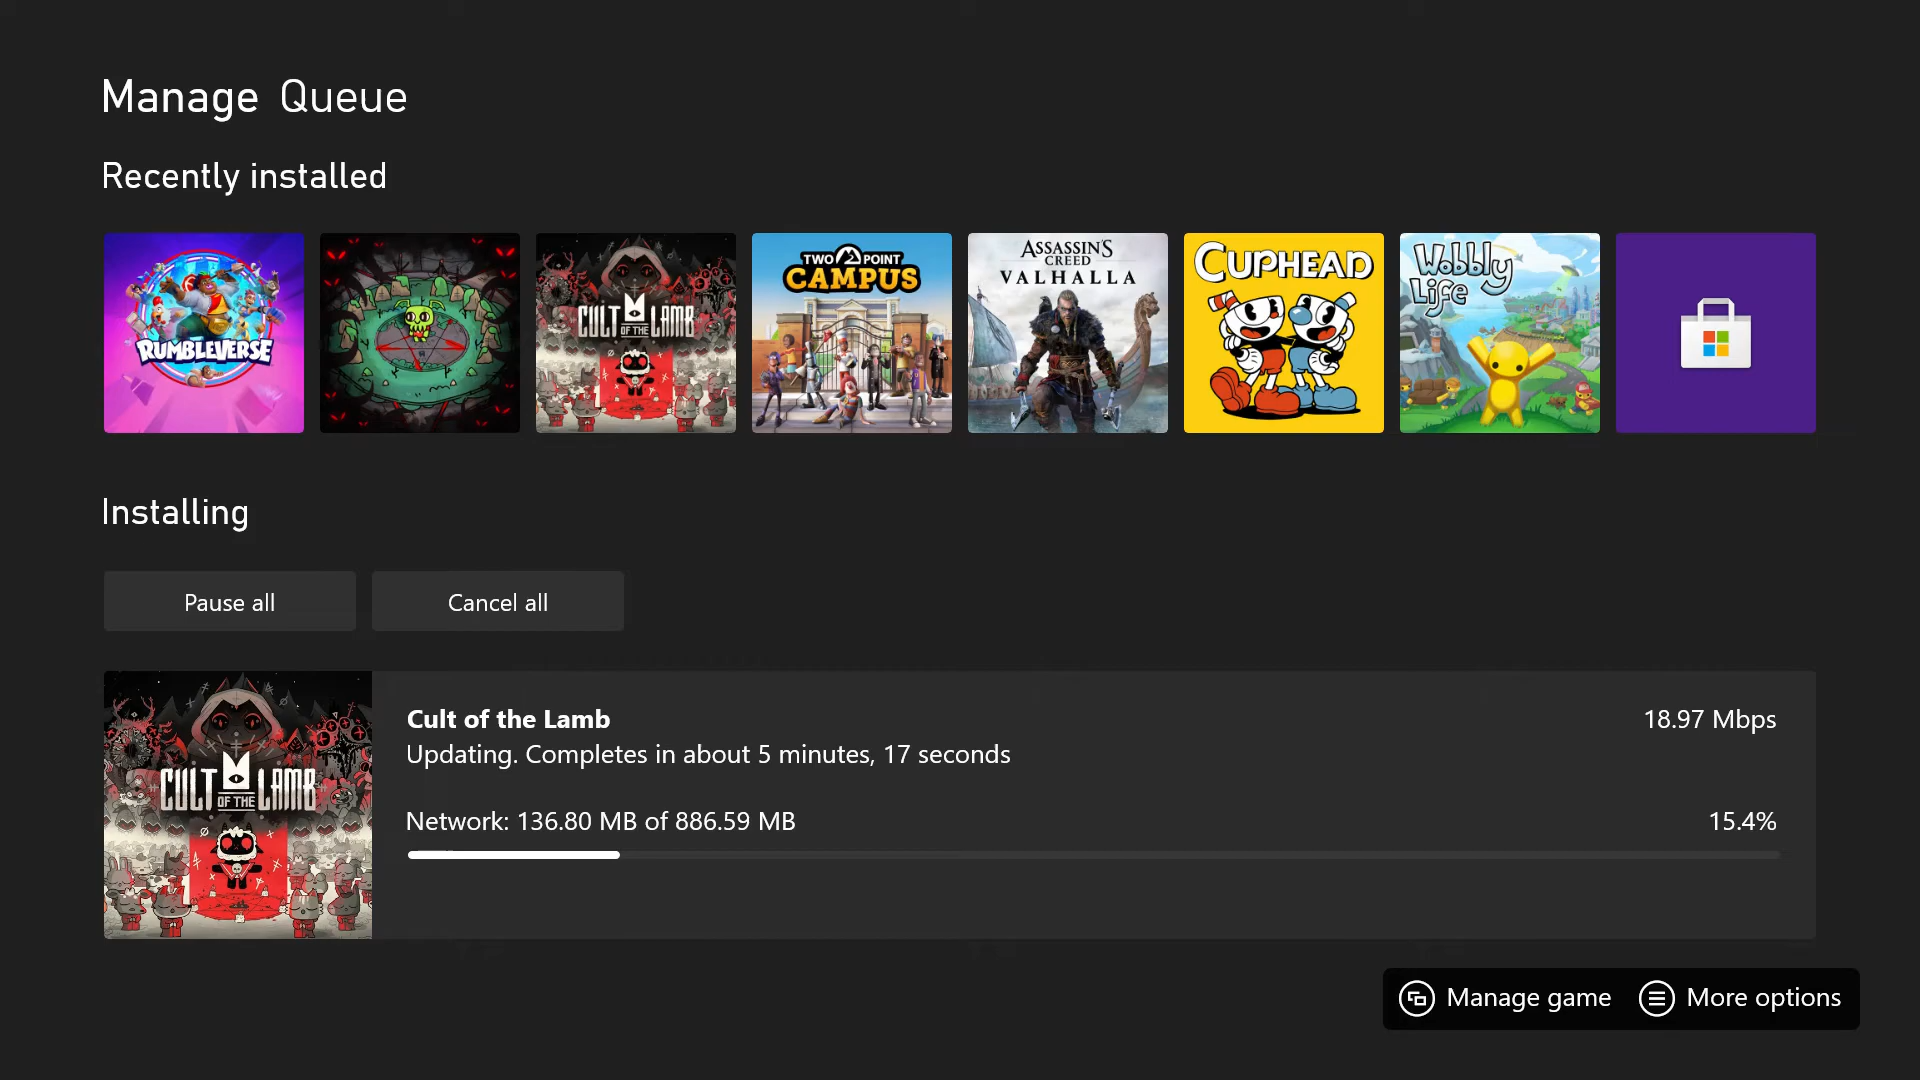 Manage Queue
Recently installed
RUMBLEVERSE
CULT OF THE LAMB
TWO POINT
CAMPUS
ASSASSIN'S
CREED
VALHALLA
CUPHEAD
Wobbly
Life
Installing
Pause all
Cancel all
CULT OF THE LAMB
Cult of the Lamb
18.97 Mbps
Updating. Completes in about 5 minutes, 17 seconds
Network: 136.80 MB of 886.59 MB
15.4%
Manage game
More options